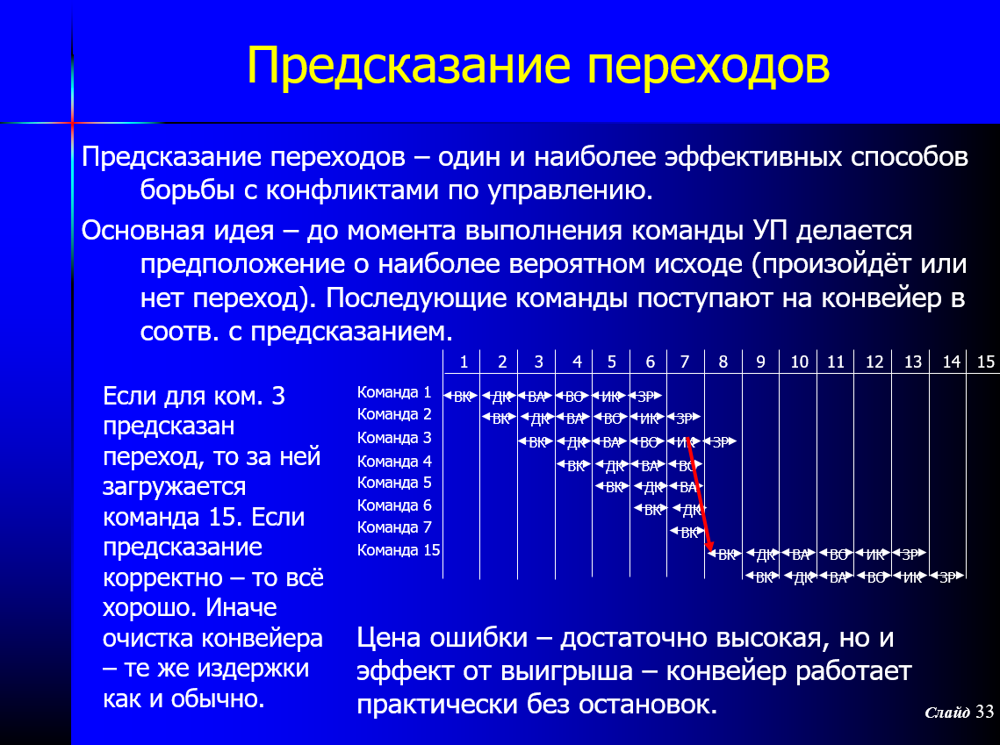 Предсказание переходов
Предсказание переходов – один и наиболее эффективных способов
борьбы с конфликтами по управлению.
Основная идея – до момента выполнения команды УП делается
предположение о наиболее вероятном исходе (произойдёт или
нет переход). Последующие команды поступают на конвейер в
соотв. с предсказанием.
Если для ком. 3
предсказан
переход, то за ней
загружается
команда 15. Если
предсказание
корректно – то всё
хорошо. Иначе
очистка конвейера
– те же издержки
как и обычно.
1 2 3 4 5 6 7 8 9 10 11 12 13 14 15
Команда 1 ВК ДК ВА ВО ИК ЗР
Команда 2 ВК ДК ВА ВО ИК ЗР
Команда 3 ВК ДК ВА ВО ИК ЗР
Команда 4 ВК ДК ВА ВО
Команда 5 ВК ДК ВА
Команда 6 ВК ДК
Команда 7 ВК
Команда 15 ВК ДК ВА ВО ИК ЗР
ВК ДК ВА ВО ИК ЗР
Цена ошибки – достаточно высокая, но и
эффект от выигрыша – конвейер работает
практически без остановок.
Слайд 33